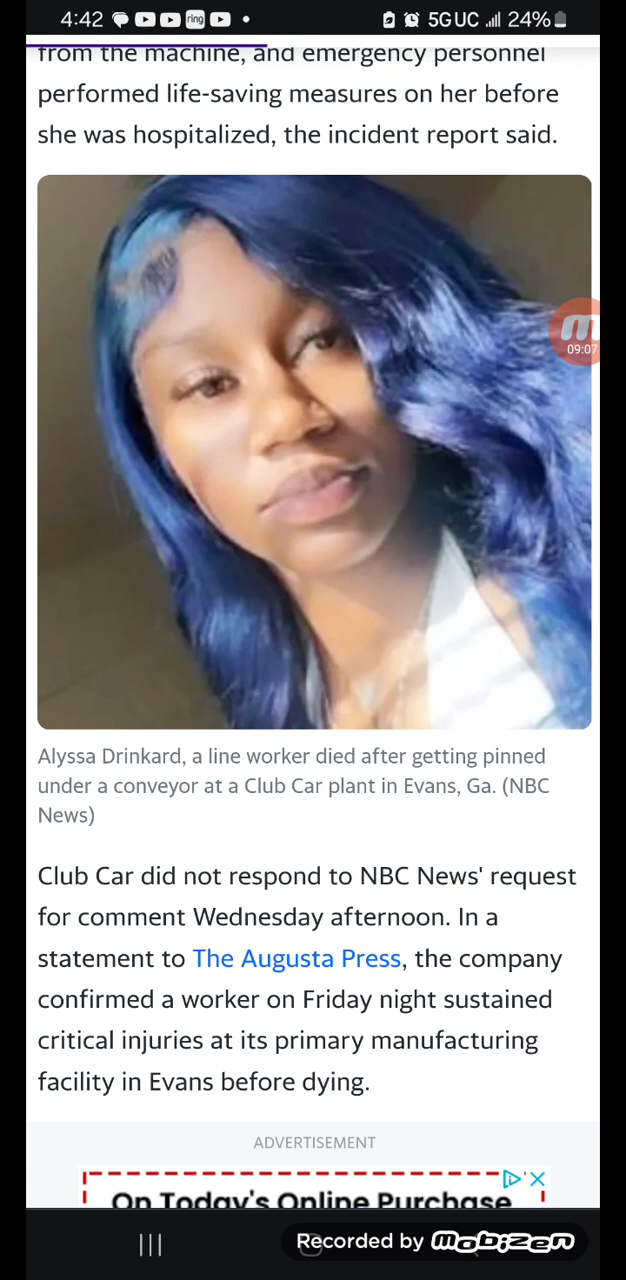 4:42 ring 5GUC 24%
from the machine, and emergency personnel
performed life-saving measures on her before
she was hospitalized, the incident report said.
m
09:07
Alyssa Drinkard, a line worker died after getting pinned
under a conveyor at a Club Car plant in Evans, Ga. (NBC
News)
Club Car did not respond to NBC News' request
for comment Wednesday afternoon. In a
statement to The Augusta Press, the company
confirmed a worker on Friday night sustained
critical injuries at its primary manufacturing
facility in Evans before dying.
ADVERTISEMENT
On Today's Online Purchase
Recorded by mobizen